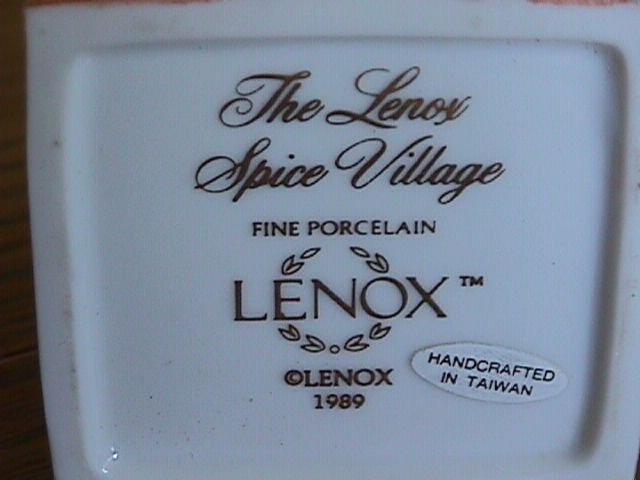 The Lenox
Spice Village
FINE PORCELAIN
LENOX™
©LENOX
1989
HANDCRAFTED
IN TAIWAN